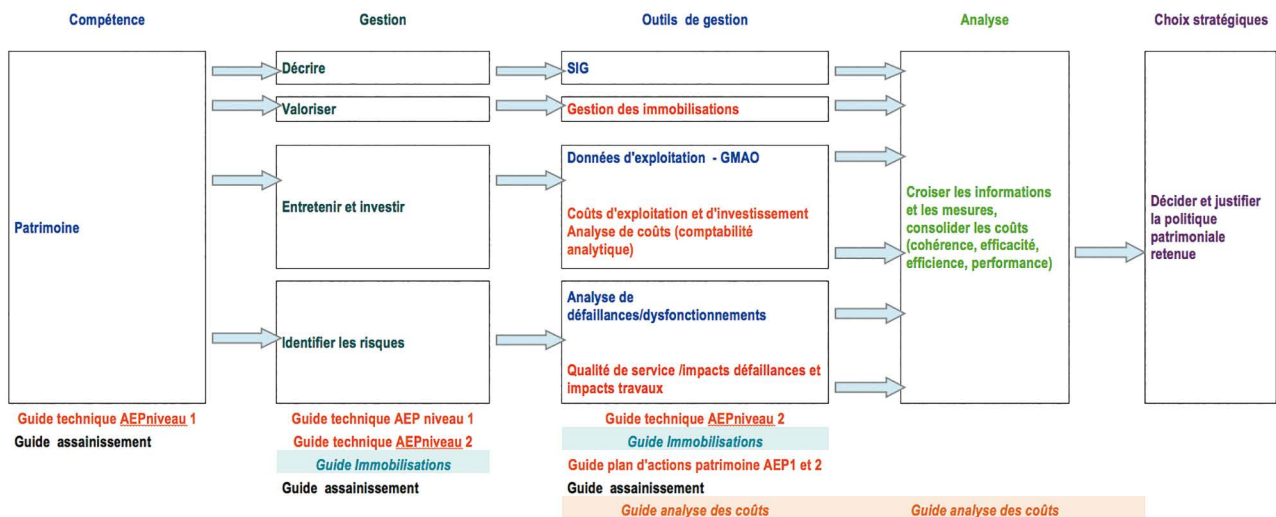 Compétence
Gestion
Outils de gestion
Analyse
Choix stratégiques
Patrimoine
Décrire
Valoriser
Entretenir et investir
Identifier les risques
SIG
Gestion des immobilisations
Données d'exploitation - GMAO
Coûts d'exploitation et d'investissement
Analyse de coûts (comptabilité
analytique)
Analyse de
défaillances/dysfonctionnements
Qualité de service /impacts défaillances et
impacts travaux
Croiser les informations
et les mesures,
consolider les coûts
(cohérence, efficacité,
efficience, performance)
Décider et justifier
la politique
patrimoniale
retenue
Guide technique AEPniveau 1
Guide assainissement
Guide technique AEP niveau 1
Guide technique AEPniveau 2
Guide Immobilisations
Guide assainissement
Guide technique AEPniveau 2
Guide Immobilisations
Guide plan d'actions patrimoine AEP1 et 2
Guide assainissement
Guide analyse des coûts
Guide analyse des coûts